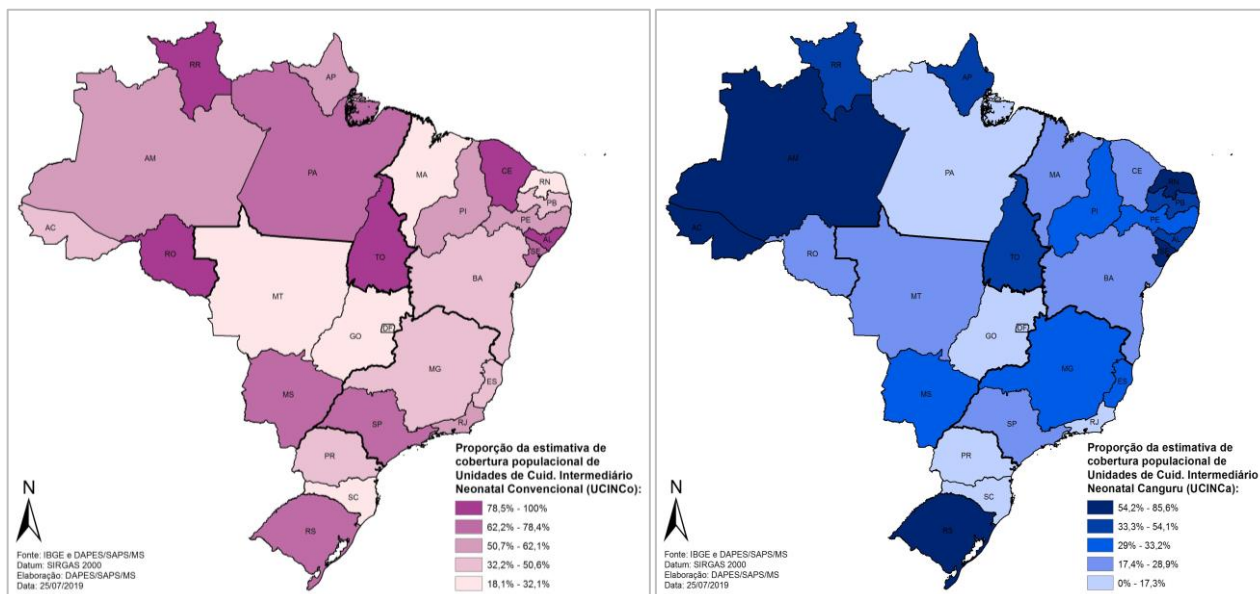 RR
AP
AM
PA
MA
CE
RN
PB
PI
PE
AL
SE
AC
RO
TO
BA
MT
GO
DF
MG
ES
MS
SP
RJ
PR
SC
RS
Proporção da estimativa de
cobertura populacional de
Unidades de Cuid. Intermediário
Neonatal Convencional (UCINCo):
78,5% - 100%
62,2% - 78,4%
50,7% - 62,1%
32,2% - 50,6%
18,1% - 32,1%
N
Fonte: IBGE e DAPES/SAPS/MS
Datum: SIRGAS 2000
Elaboração: DAPES/SAPS/MS
Data: 25/07/2019
RR
AP
AM
PA
MA
CE
RN
PB
PI
PE
AL
SE
AC
RO
TO
BA
MT
GO
DF
MG
ES
MS
SP
RJ
PR
SC
RS
Proporção da estimativa de
cobertura populacional de
Unidades de Cuid. Intermediário
Neonatal Canguru (UCINCa):
54,2% - 85,6%
33,3% - 54,1%
29% - 33,2%
17,4% - 28,9%
0% - 17,3%
N
Fonte: IBGE e DAPES/SAPS/MS
Datum: SIRGAS 2000
Elaboração: DAPES/SAPS/MS
Data: 25/07/2019